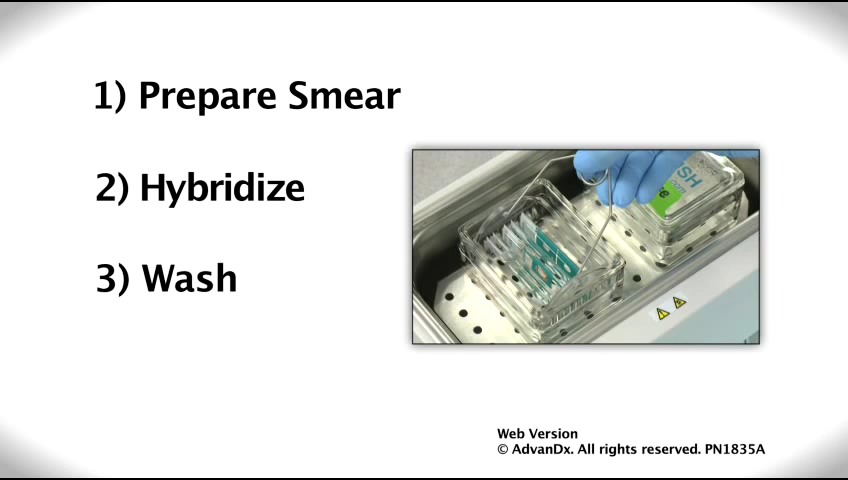 1) Prepare Smear
2) Hybridize
3) Wash
Web Version
© AdvanDx. All rights reserved. PN1835A